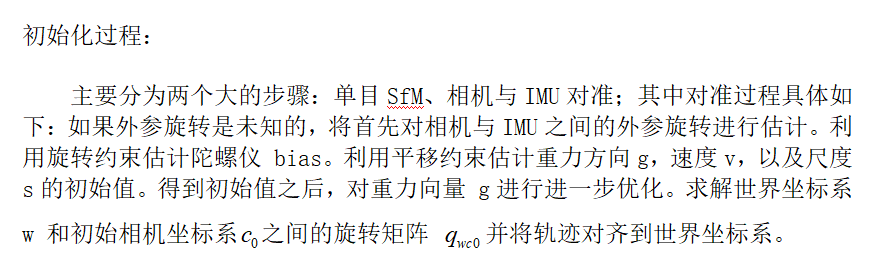 初始化过程：
主要分为两个大的步骤：单目 SfM、相机与 IMU 对准；其中对准过程具体如
下：如果外参旋转是未知的，将首先对相机与 IMU 之间的外参旋转进行估计。利
用旋转约束估计陀螺仪 bias。利用平移约束估计重力方向 g，速度 v，以及尺度
s 的初始值。得到初始值之后，对重力向量 g 进行进一步优化。求解世界坐标系
w 和初始相机坐标系 c₀ 之间的旋转矩阵 q_{wc0} 并将轨迹对齐到世界坐标系。